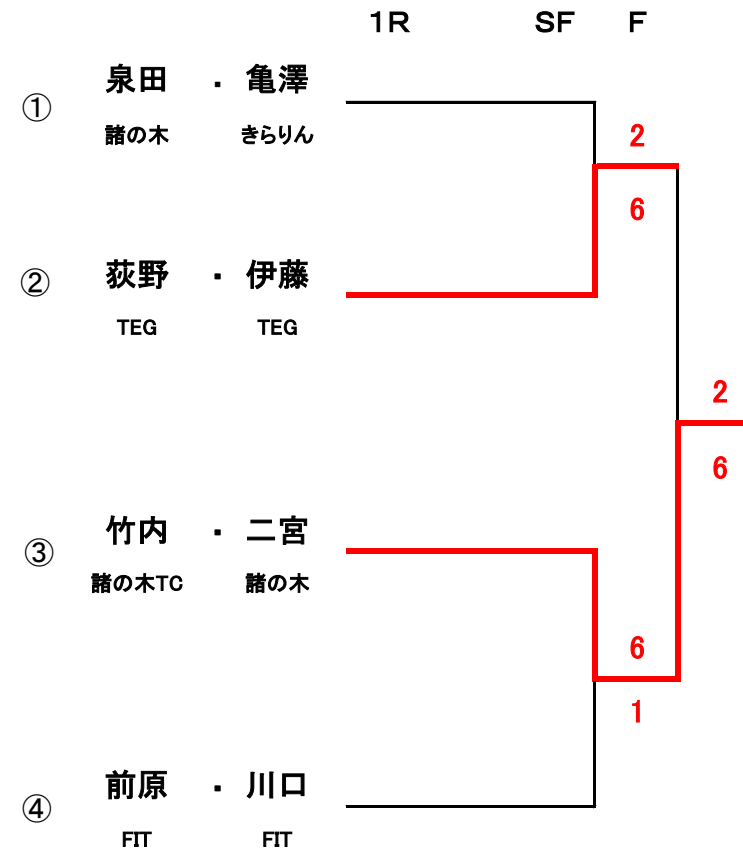 1R SF F
① 泉田 ・ 亀澤
諸の木 きらりん
2
6
② 荻野 ・ 伊藤
TEG TEG
2
6
③ 竹内 ・ 二宮
諸の木TC 諸の木
6
1
④ 前原 ・ 川口
FIT FIT